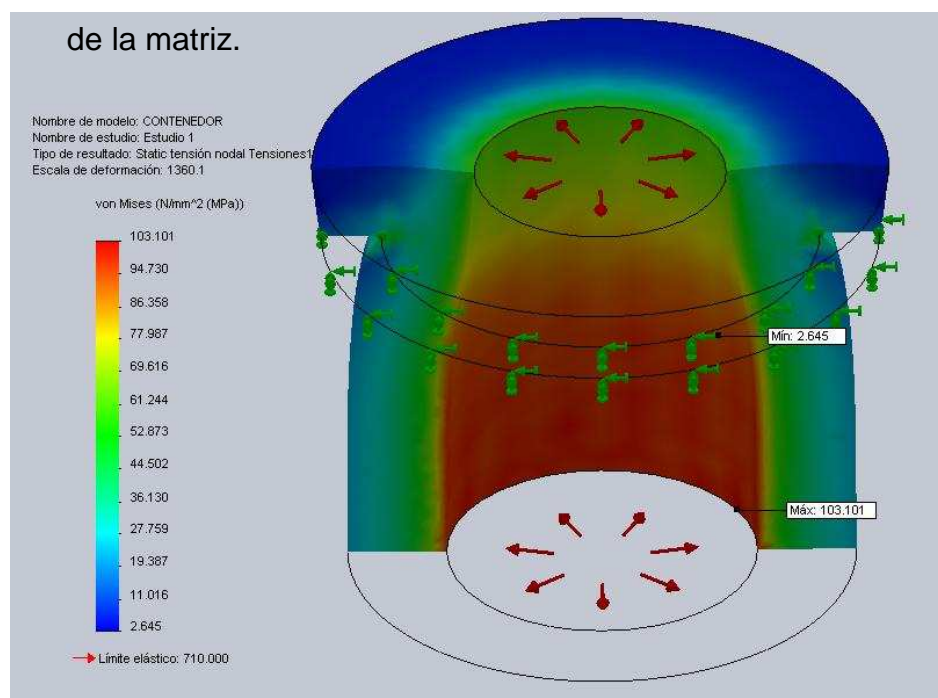 de la matriz.
Nombre de modelo: CONTENEDOR
Nombre de estudio: Estudio 1
Tipo de resultado: Static tensión nodal Tensiones1
Escala de deformación: 1360.1
von Mises (N/mm^2 (MPa))
103.101
94.730
86.358
77.987
69.616
61.244
52.873
44.502
36.130
27.759
19.387
11.016
2.645
Límite elástico: 710.000
Mín: 2.645
Máx: 103.101